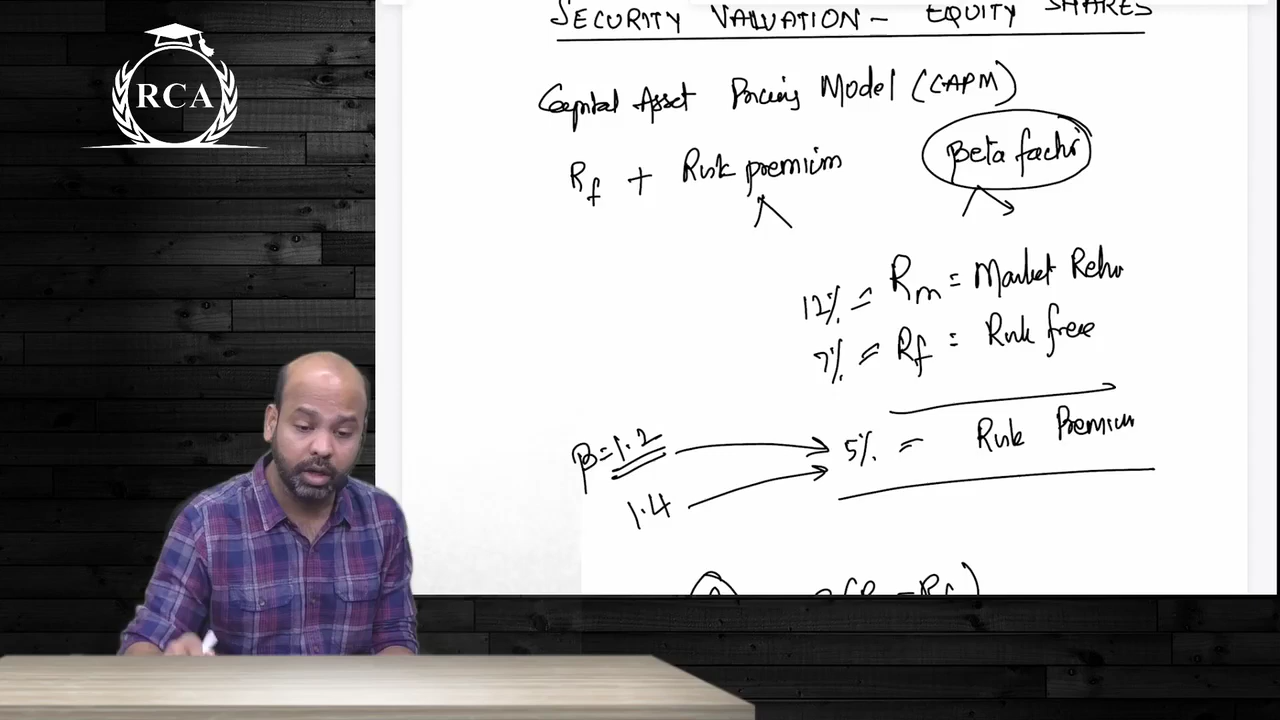 RCA
SECURITY VALUATION - EQUITY SHARES
Capital Asset Pricing Model (CAPM)
Rf + Risk premium
Beta factor
12% = Rm = Market Return
7% = Rf = Risk free
β = 1.2
5% = Risk Premium
1.4